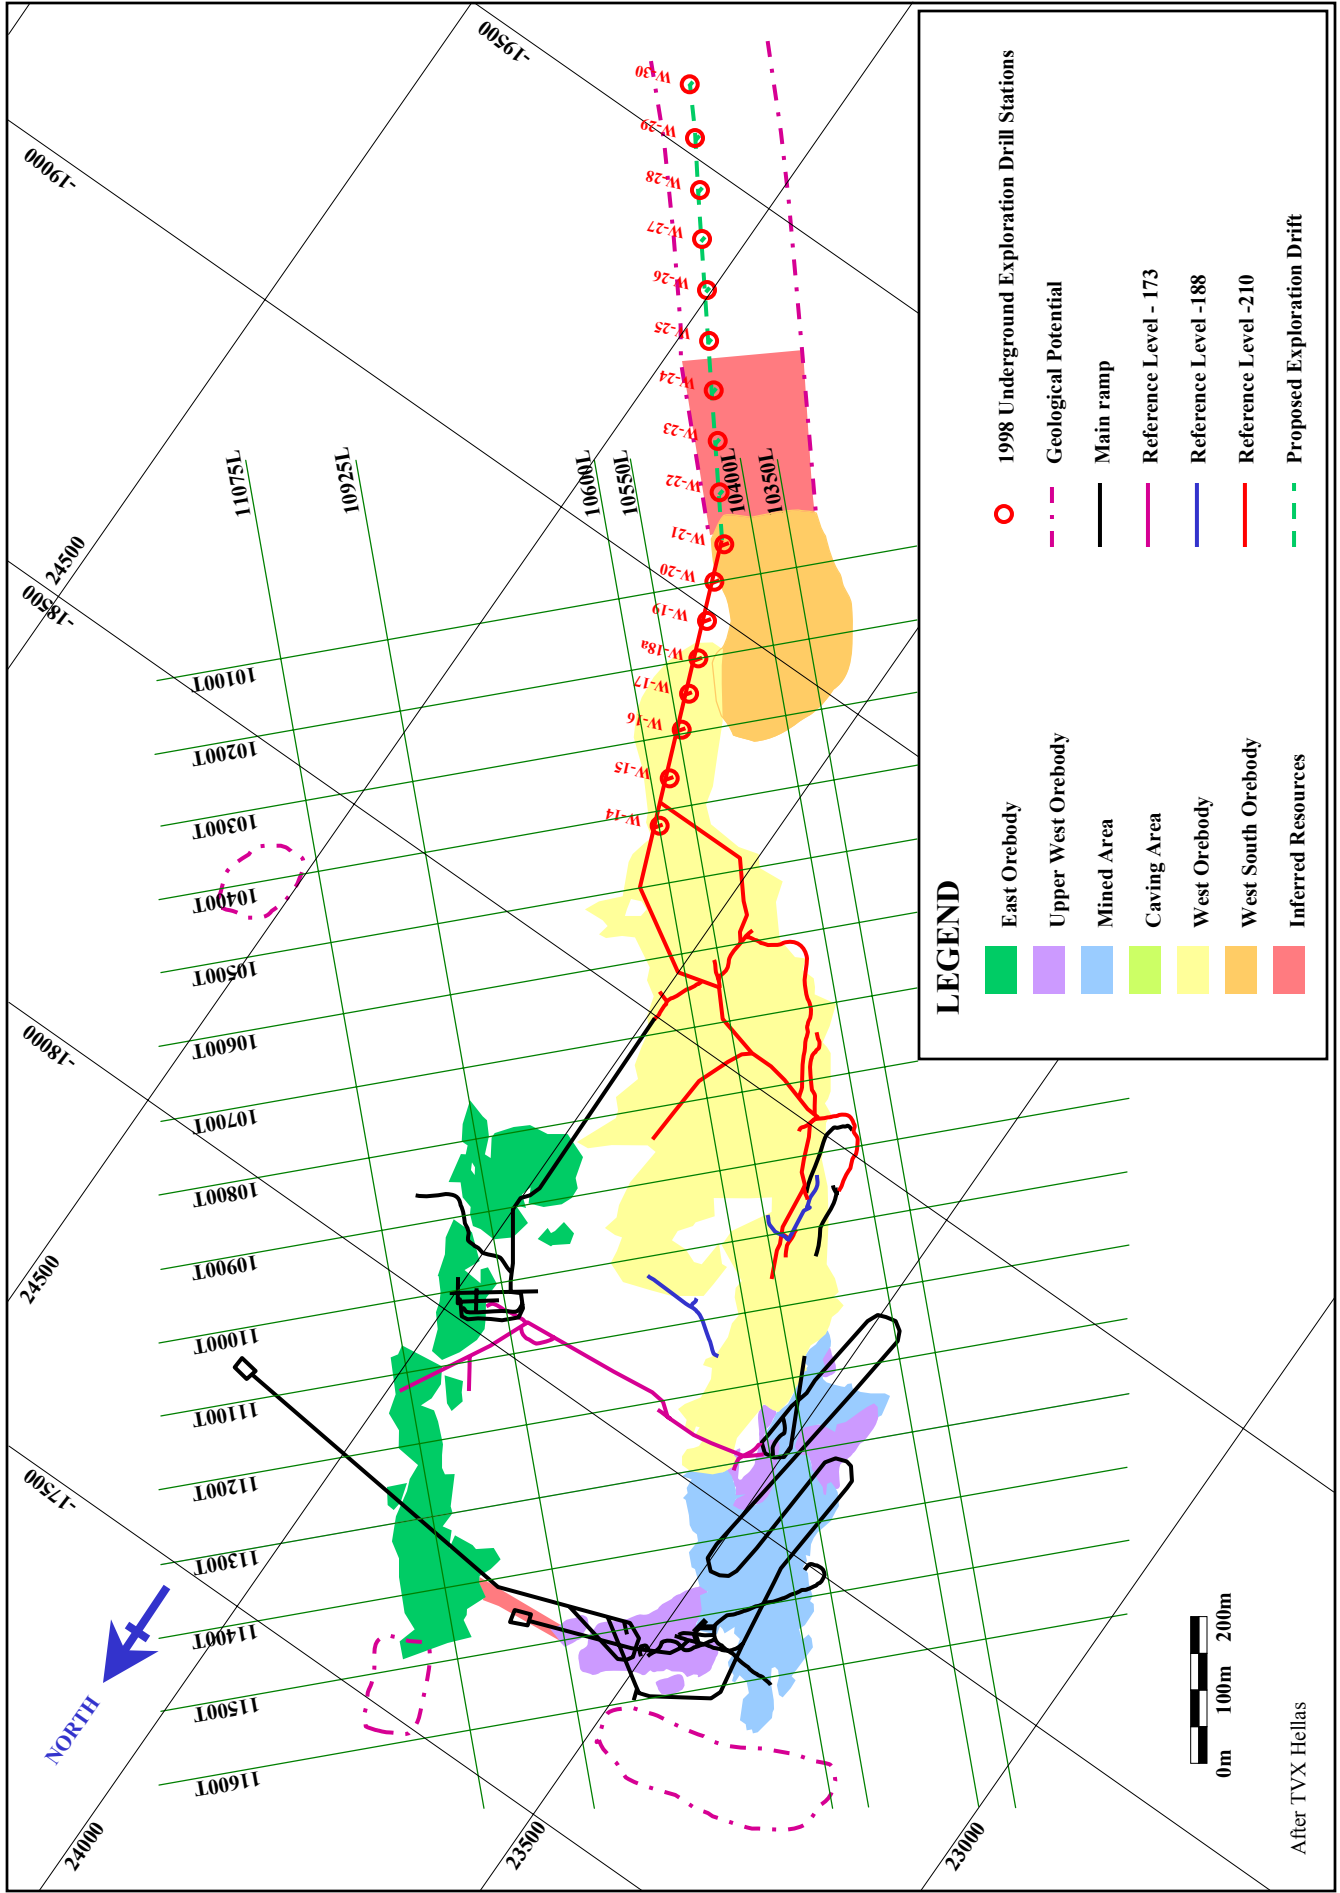 -19500
-19000
-18500
-18000
-17500
24500
24500
24000
23500
23000
11075L
10925L
10600L
10550L
10400L
10350L
10100T
10200T
10300T
10400T
10500T
10600T
10700T
10800T
10900T
11000T
11100T
11200T
11300T
11400T
11500T
11600T
W-30
W-29
W-28
W-27
W-26
W-25
W-24
W-23
W-22
W-21
W-20
W-19
W-18a
W-17
W-16
W-15
W-14
NORTH
LEGEND
East Orebody
Upper West Orebody
Mined Area
Caving Area
West Orebody
West South Orebody
Inferred Resources
1998 Underground Exploration Drill Stations
Geological Potential
Main ramp
Reference Level - 173
Reference Level -188
Reference Level -210
Proposed Exploration Drift
0m 100m 200m
After TVX Hellas